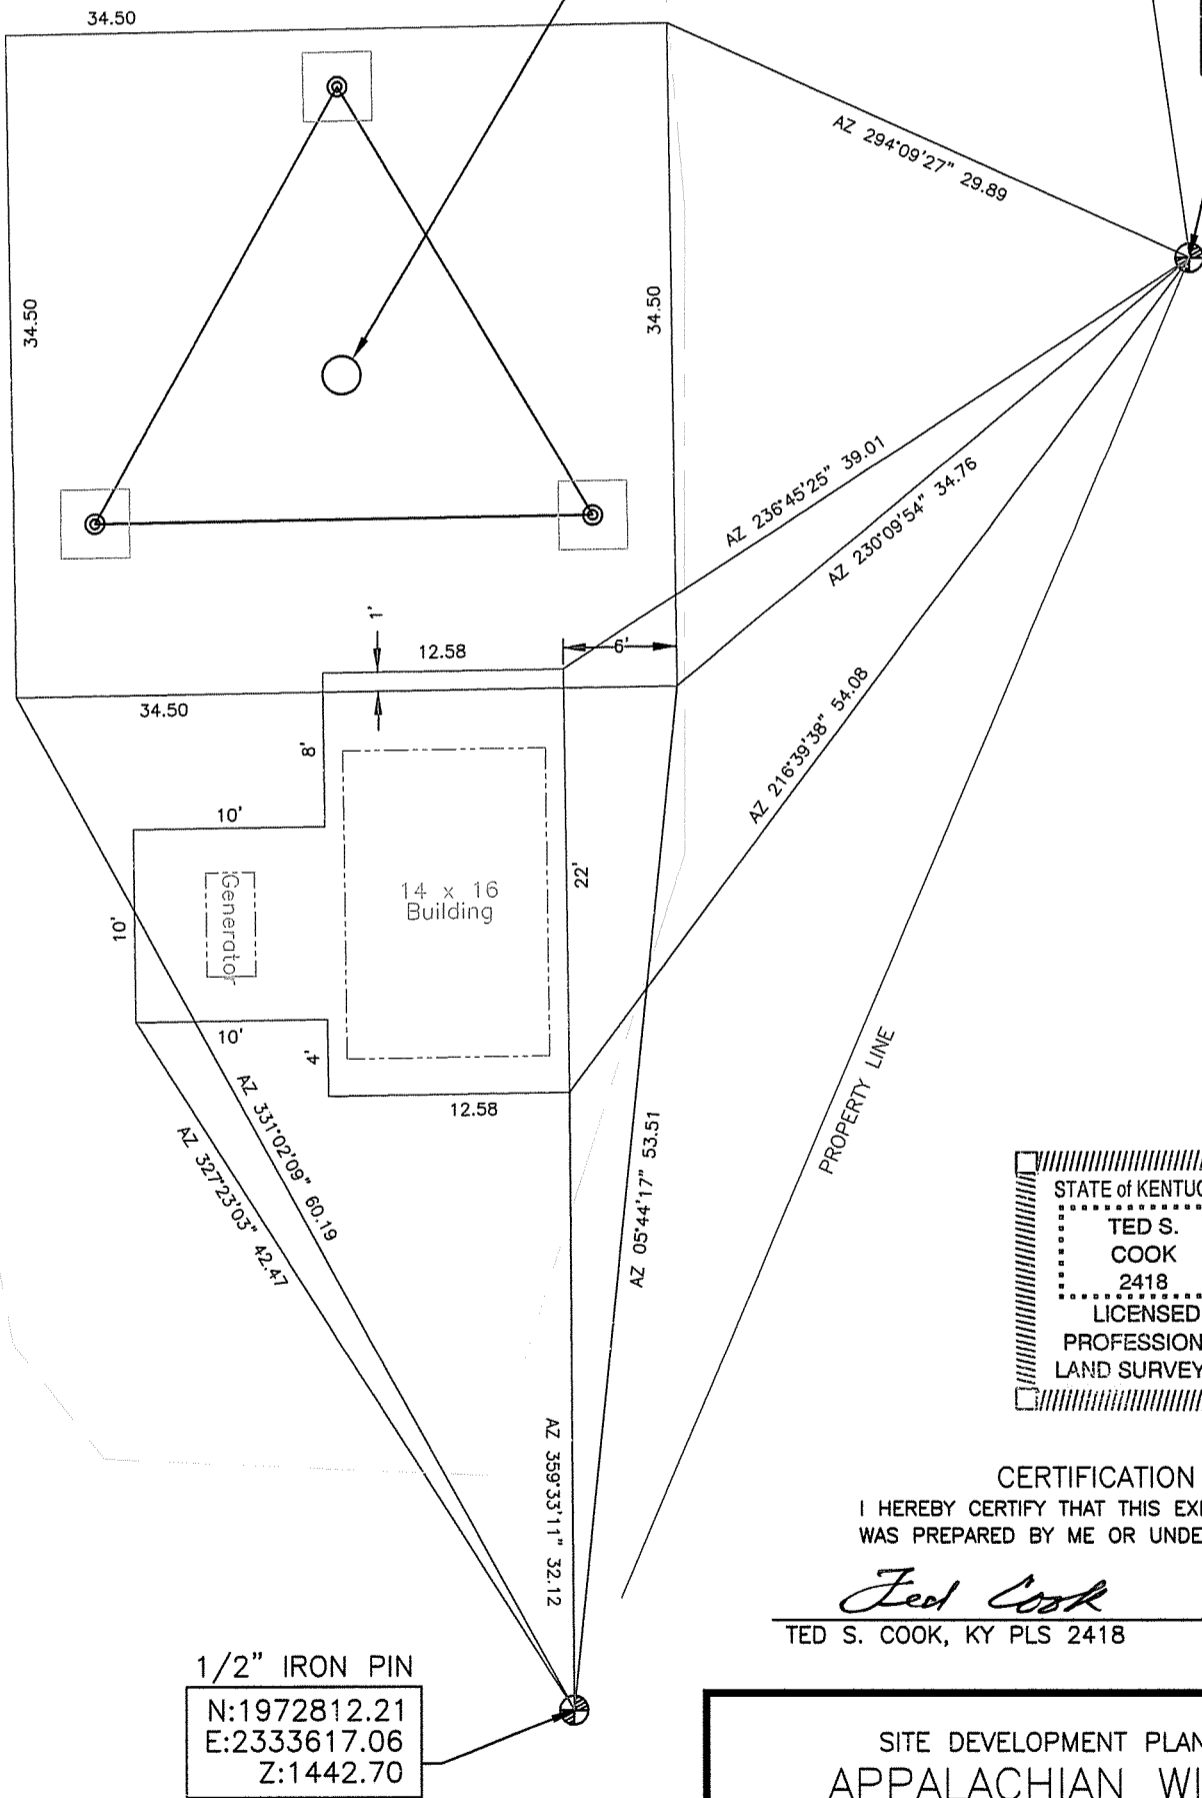 34.50
AZ 294°09'27" 29.89
34.50
34.50
AZ 236°45'25" 39.01
AZ 230°09'54" 34.76
1'
12.58
6'
34.50
AZ 216°39'38" 54.08
8'
10'
14 x 16
Building
22'
Generator
10'
10'
4'
12.58
AZ 331°02'09" 60.19
AZ 327°23'03" 42.47
AZ 05°44'17" 53.51
PROPERTY LINE
AZ 359°33'11" 32.12
STATE of KENTUC
TED S.
COOK
2418
LICENSED
PROFESSION
LAND SURVEY
CERTIFICATION
I HEREBY CERTIFY THAT THIS EXI
WAS PREPARED BY ME OR UNDE
Ted Cook
TED S. COOK, KY PLS 2418
1/2" IRON PIN
N:1972812.21
E:2333617.06
Z:1442.70
SITE DEVELOPMENT PLAN
APPALACHIAN WI